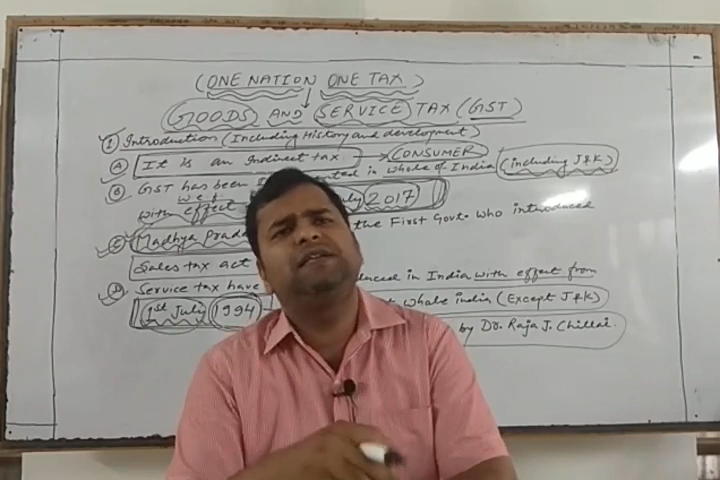 (ONE NATION ONE TAX)
GOODS AND SERVICE TAX (GST)
① Introduction (Including History and development)
Ⓐ It is an Indirect tax → CONSUMER
Ⓑ GST has been in whole of India (including J&K)
w.e.f
with effect July 2017
Ⓒ Madhya the First Govt. who introduced
Sales tax act
Ⓓ Service tax have in India with effect from
1st July 1994 whole india (Except J&K)
by Dr. Raja J. Chillai.